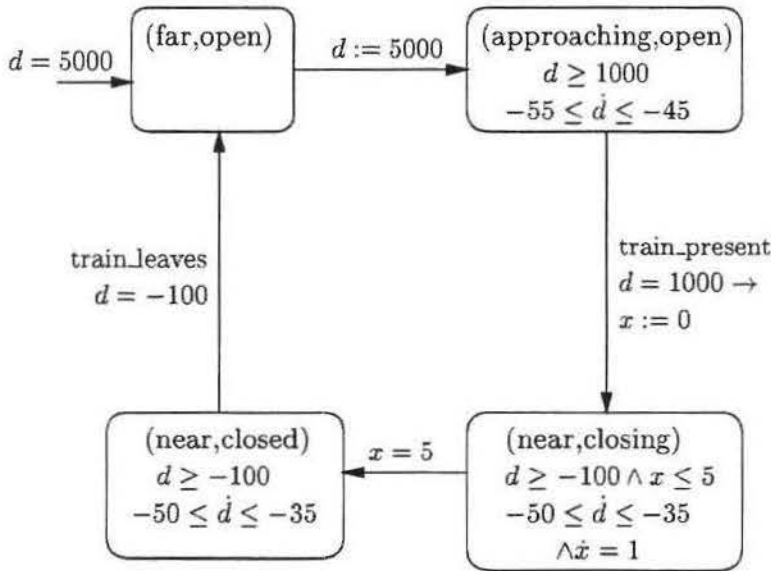 d = 5000
(far,open)
d := 5000
(approaching,open)
d ≥ 1000
−55 ≤ ḋ ≤ −45
train_leaves
d = −100
train_present
d = 1000 →
x := 0
(near,closed)
d ≥ −100
−50 ≤ ḋ ≤ −35
x = 5
(near,closing)
d ≥ −100 ∧ x ≤ 5
−50 ≤ ḋ ≤ −35
∧ẋ = 1